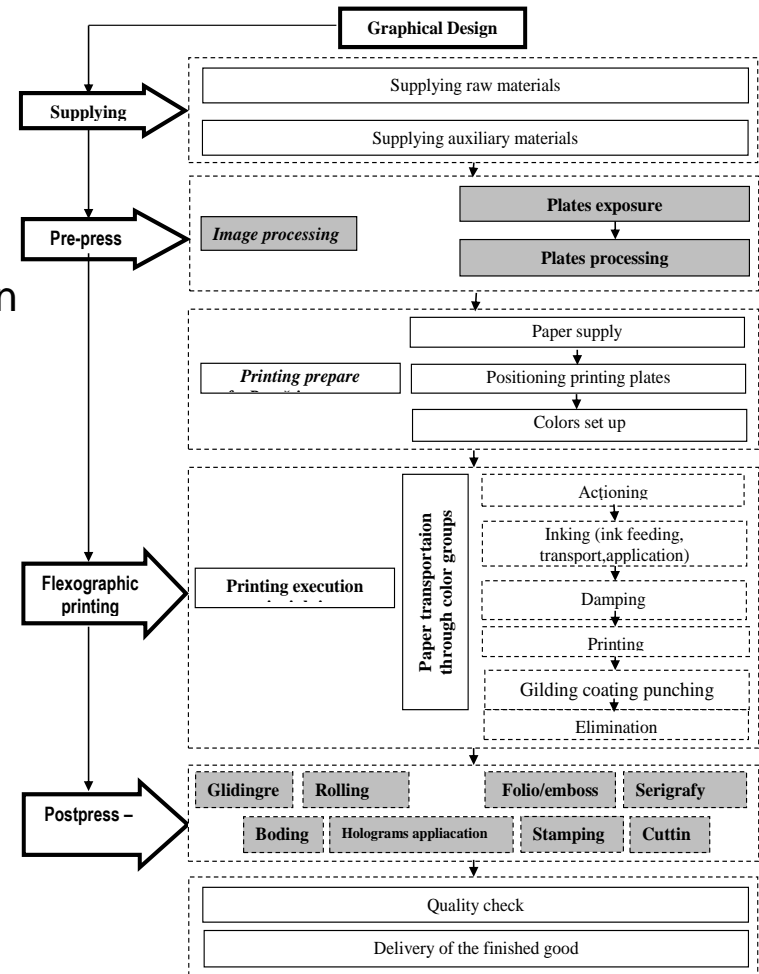 Graphical Design
Supplying
Supplying raw materials
Supplying auxiliary materials
Pre-press
Image processing
Plates exposure
Plates processing
n
Paper supply
Printing prepare
Positioning printing plates
Colors set up
Flexographic
printing
Printing execution
Paper transportaion
through color groups
Acționing
Inking (ink feeding,
transport,application)
Damping
Printing
Gilding coating punching
Elimination
Postpress –
Glidingre
Rolling
Folio/emboss
Serigrafy
Boding
Holograms appliacation
Stamping
Cuttin
Quality check
Delivery of the finished good